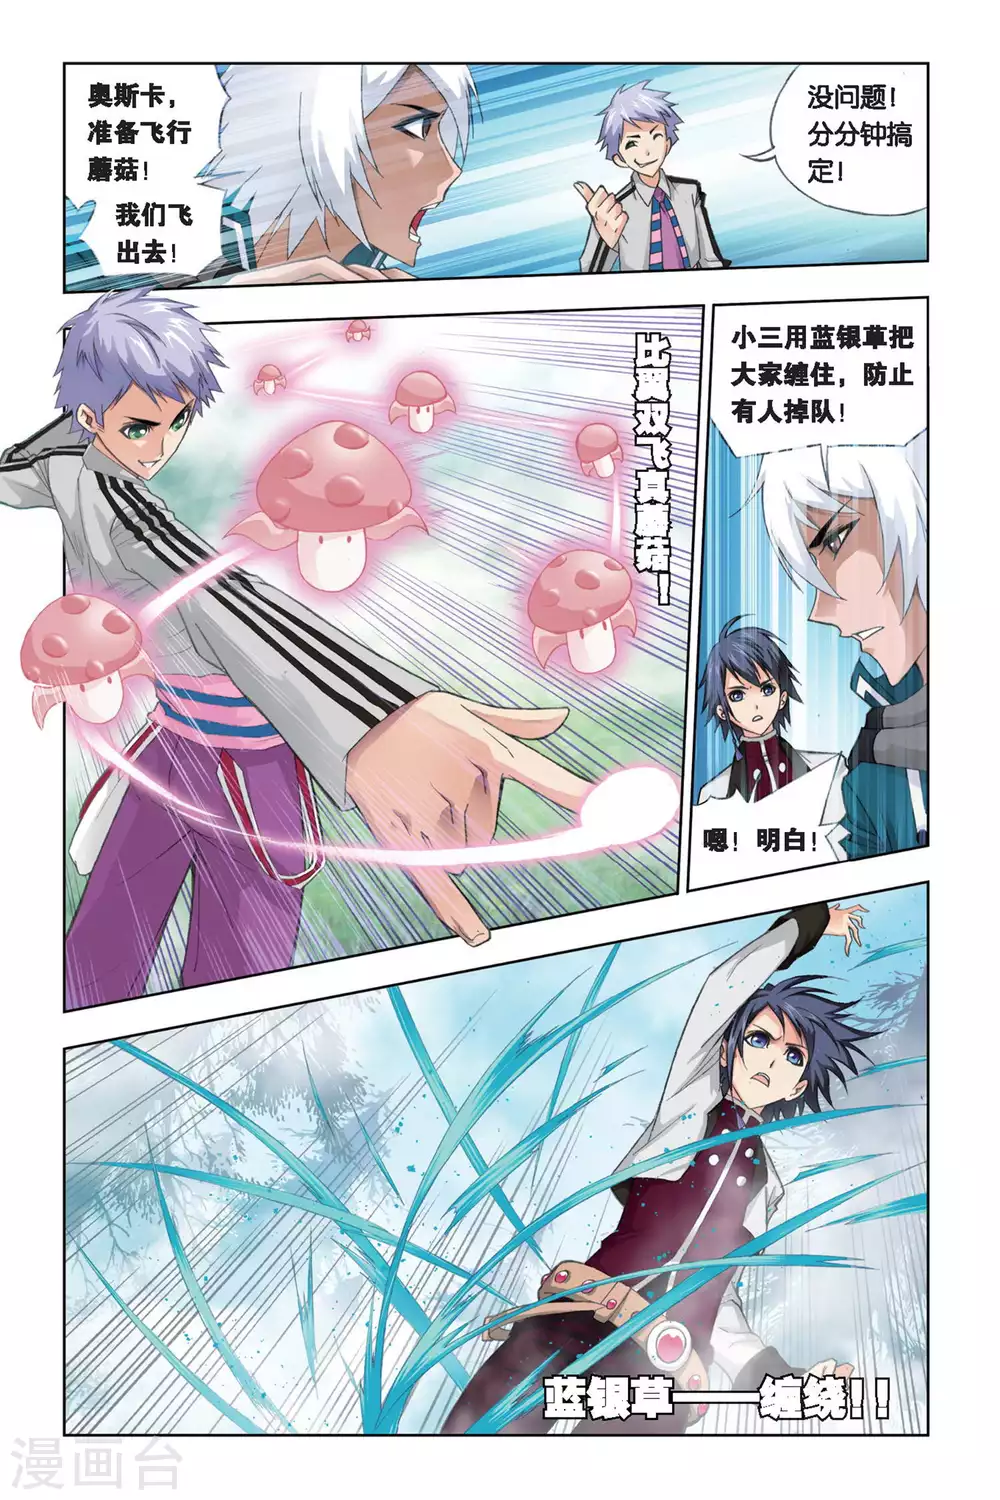 奥斯卡，
准备飞行
蘑菇！
我们飞
出去！
没问题！
分分钟搞
定！
比翼双飞真蘑菇！
小三用蓝银草把
大家缠住，防止
有人掉队！
嗯！明白！
蓝银草——缠绕！！
漫画台